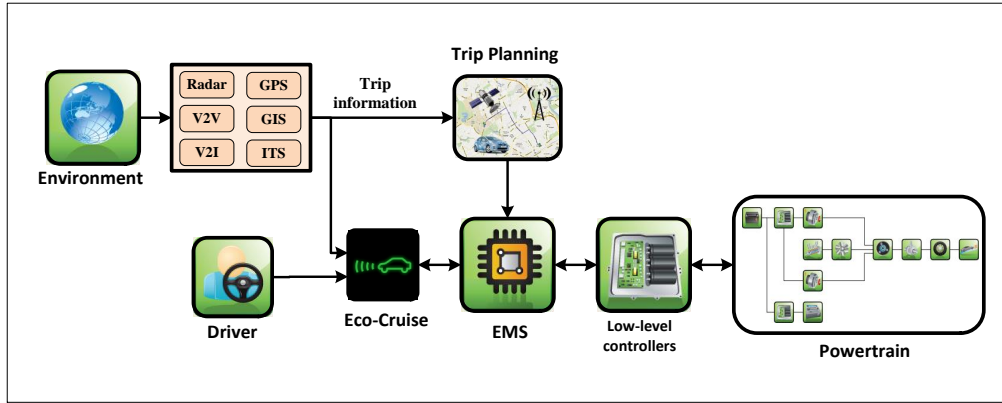 Trip Planning
Radar GPS
V2V GIS
V2I ITS
Trip
information
Environment
Driver
Eco-Cruise
EMS
Low-level
controllers
Powertrain